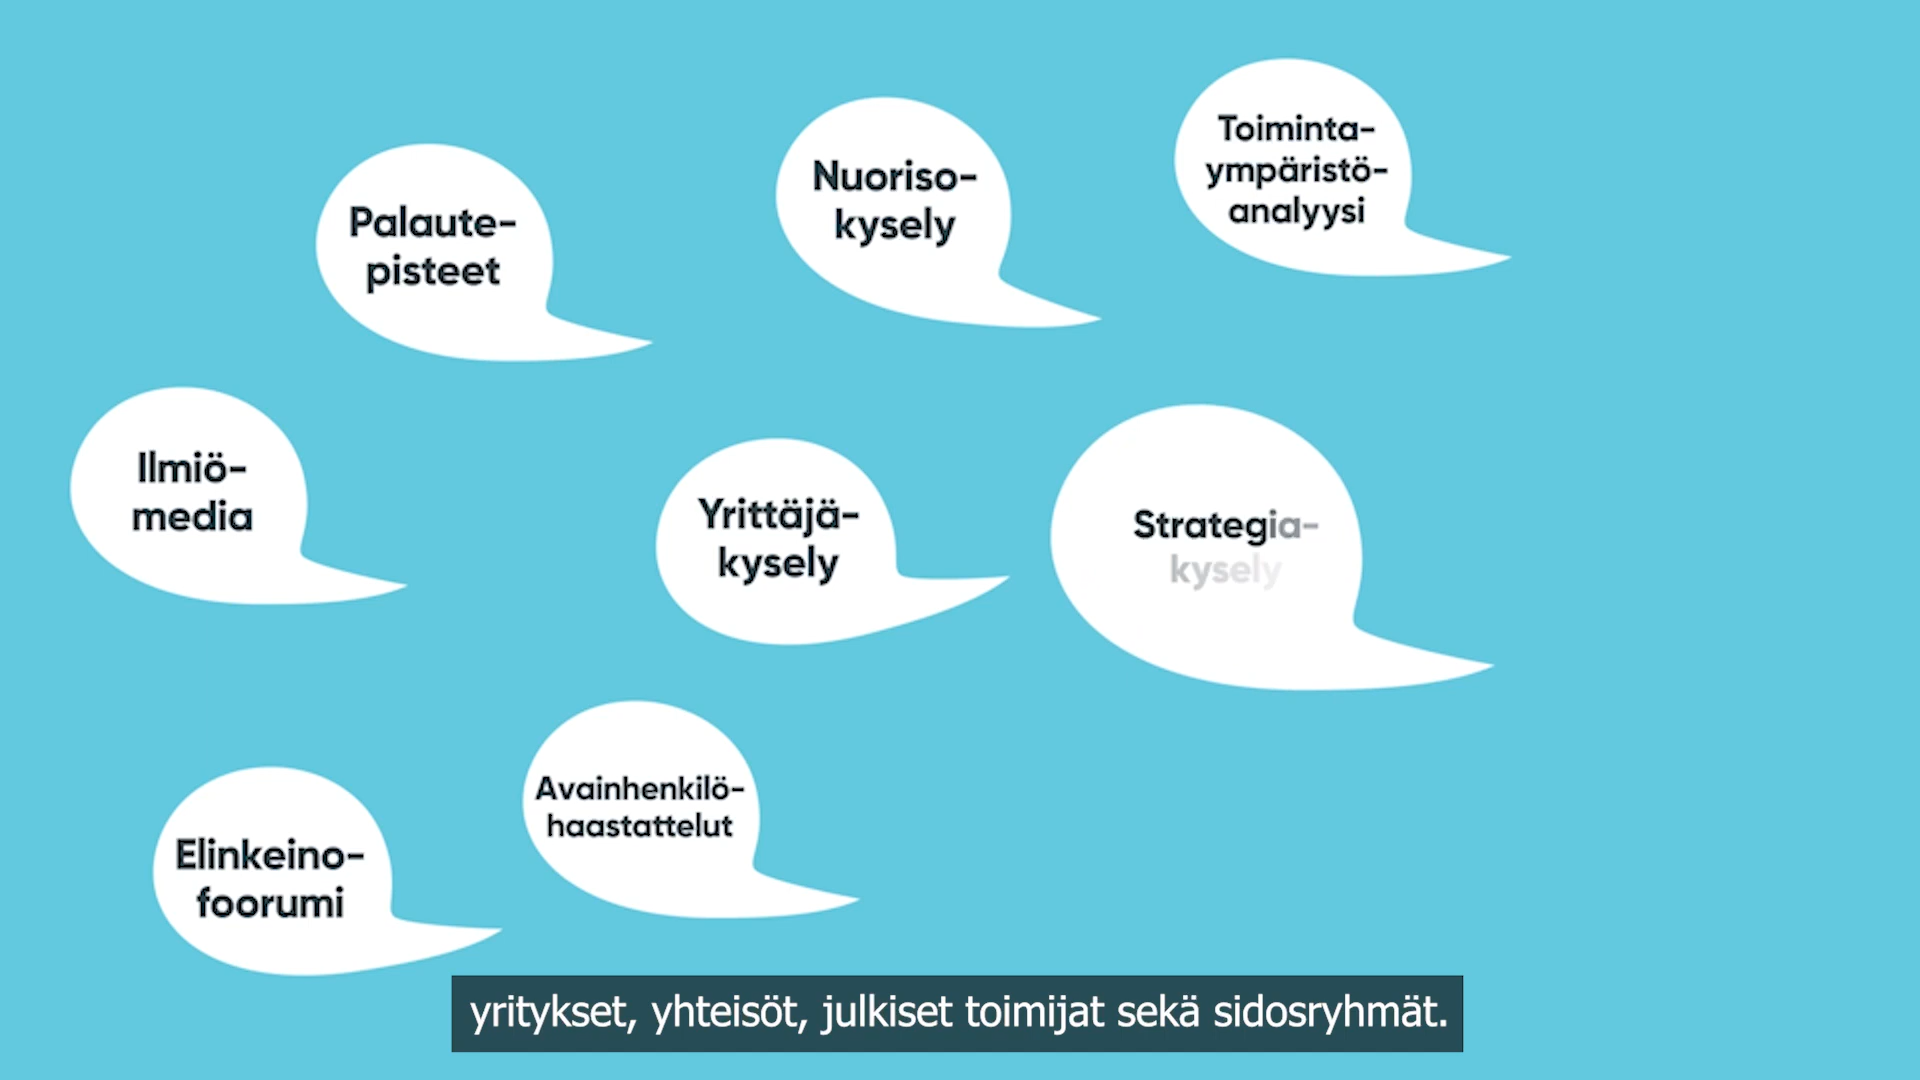 Toiminta-
ympäristö-
analyysi
Nuoriso-
kysely
Palaute-
pisteet
Ilmiö-
media
Yrittäjä-
kysely
Strategia-
kysely
Avainhenkilö-
haastattelut
Elinkeino-
foorumi
yritykset, yhteisöt, julkiset toimijat sekä sidosryhmät.